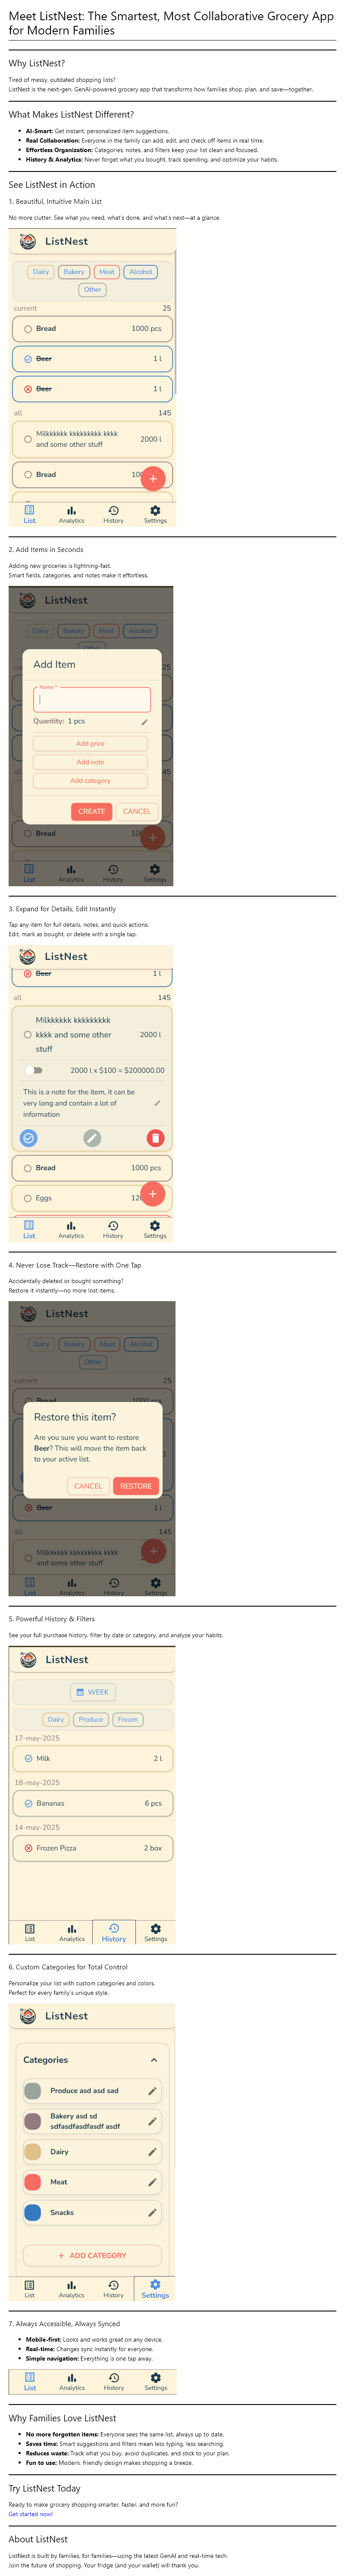 Meet ListNest: The Smartest, Most Collaborative Grocery App
for Modern Families
Why ListNest?
Tired of messy, outdated shopping lists?
ListNest is the next-gen, GenAI-powered grocery app that transforms how families shop, plan, and save—together.
What Makes ListNest Different?
AI-Smart: Get instant, personalized item suggestions.
Real Collaboration: Everyone in the family can add, edit, and check off items in real time.
Effortless Organization: Categories, notes, and filters keep your list clean and focused.
History & Analytics: Never forget what you bought, track spending, and optimize your habits.
See ListNest in Action
1. Beautiful, Intuitive Main List
No more clutter. See what you need, what's done, and what's next—at a glance.
ListNest
Dairy Bakery Meat Alcohol
Other
current 25
Bread 1000 pcs
Beer 1 l
Beer 1 l
all 145
Milkkkkkk kkkkkkkkk kkkk 2000 l
and some other stuff
Bread
List Analytics History Settings
2. Add Items in Seconds
Adding new groceries is lightning-fast.
Smart fields, categories, and notes make it effortless.
ListNest
Dairy Bakery Meat Alcohol
Add Item
Name *
Quantity: 1 pcs
Add price
Add note
Add category
CREATE CANCEL
Bread
List Analytics History Settings
3. Expand for Details, Edit Instantly
Tap any item for full details, notes, and quick actions.
Edit, mark as bought, or delete with a single tap.
ListNest
Beer 1 l
all 145
Milkkkkkk kkkkkkkkk
kkkk and some other 2000 l
stuff
2000 l x $100 = $200000.00
This is a note for the item, it can be
very long and contain a lot of
information
Bread 1000 pcs
Eggs
List Analytics History Settings
4. Never Lose Track—Restore with One Tap
Accidentally deleted or bought something?
Restore it instantly—no more lost items.
ListNest
Dairy Bakery Meat Alcohol
Other
current 25
Restore this item?
Are you sure you want to restore
Beer? This will move the item back
to your active list.
CANCEL RESTORE
Beer 1 l
all 145
Milkkkkkk kkkkkkkkk kkkk
and some other stuff
List Analytics History Settings
5. Powerful History & Filters
See your full purchase history, filter by date or category, and analyze your habits.
ListNest
WEEK
Dairy Produce Frozen
17-may-2025
Milk 2 l
18-may-2025
Bananas 6 pcs
14-may-2025
Frozen Pizza 2 box
List Analytics History Settings
6. Custom Categories for Total Control
Personalize your list with custom categories and colors.
Perfect for every family's unique style.
ListNest
Categories
Produce asd asd sad
Bakery asd sd
sdfasdfasdfasdf asdf
Dairy
Meat
Snacks
+ ADD CATEGORY
List Analytics History Settings
7. Always Accessible, Always Synced
Mobile-first: Looks and works great on any device.
Real-time: Changes sync instantly for everyone.
Simple navigation: Everything is one tap away.
List Analytics History Settings
Why Families Love ListNest
No more forgotten items: Everyone sees the same list, always up to date.
Saves time: Smart suggestions and filters mean less typing, less searching.
Reduces waste: Track what you buy, avoid duplicates, and stick to your plan.
Fun to use: Modern, friendly design makes shopping a breeze.
Try ListNest Today
Ready to make grocery shopping smarter, faster, and more fun?
Get started now!
About ListNest
ListNest is built by families, for families—using the latest GenAI and real-time tech.
Join the future of shopping. Your fridge (and your wallet) will thank you.